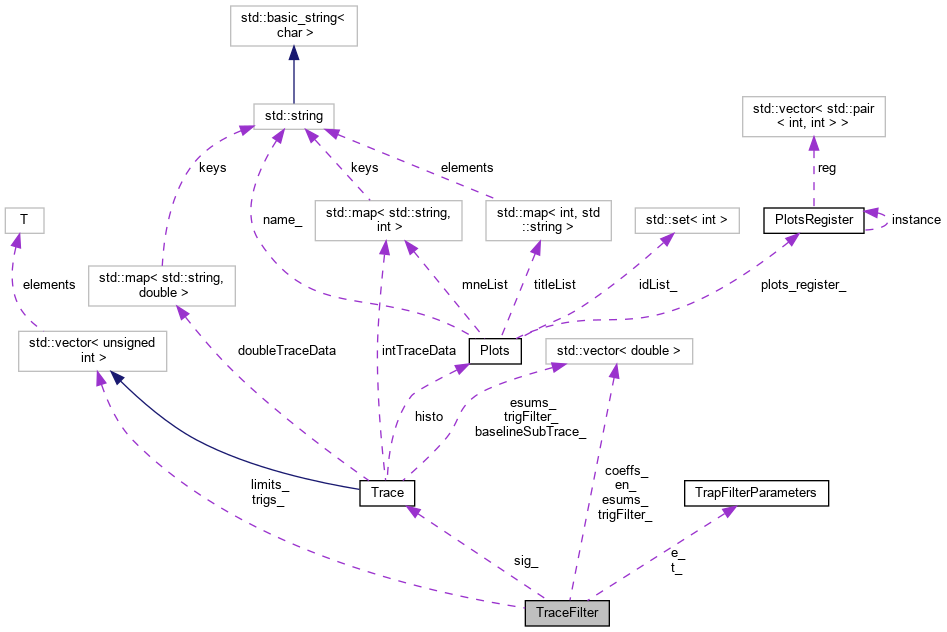 std::basic_string<
char >
std::string
std::vector< std::pair
< int, int > >
keys
keys
elements
reg
T
name_
std::map< std::string,
int >
std::map< int, std
::string >
std::set< int >
PlotsRegister
instance
elements
std::map< std::string,
double >
mneList
titleList
idList_
plots_register_
std::vector< unsigned
int >
doubleTraceData
intTraceData
Plots
std::vector< double >
histo
esums_
trigFilter_
baselineSubTrace_
limits_
trigs_
Trace
coeffs_
en_
esums_
trigFilter_
TrapFilterParameters
sig_
e_
t_
TraceFilter